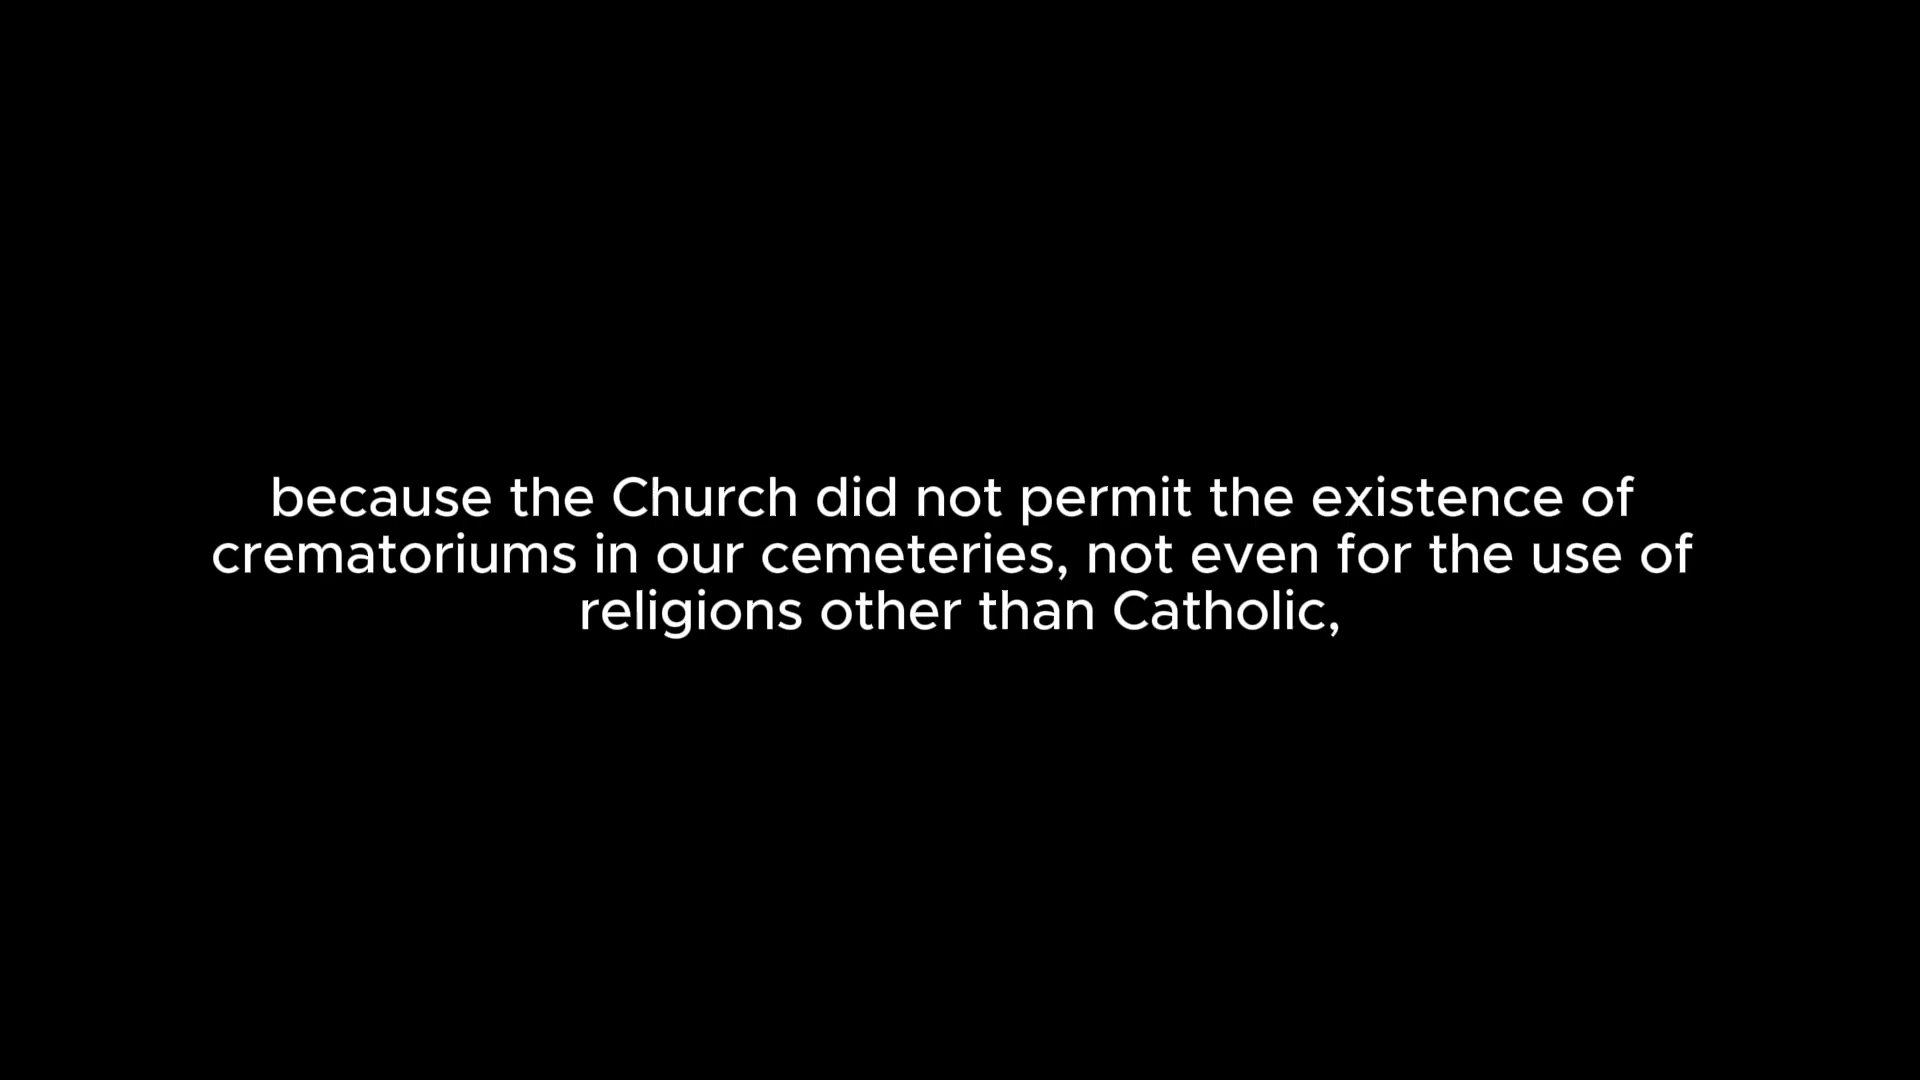 because the Church did not permit the existence of
crematoriums in our cemeteries, not even for the use of
religions other than Catholic,